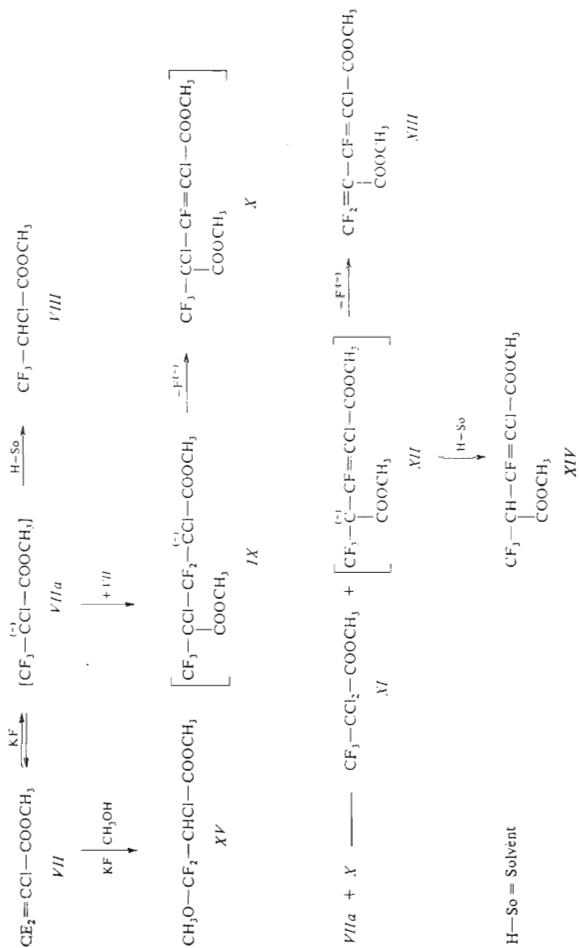 KF H–So
CF₂=CCl—COOCH₃ [CF₃—CCl—COOCH₃] CF₃—CHCl—COOCH₃
(−)
VII VIIa VIII
KF CH₃OH + VII
CH₃O—CF₂—CHCl—COOCH₃ CF₃—CCl—CF₂—CCl—COOCH₃ −F(−) CF₃—CCl—CF=CCl—COOCH₃
(−)
COOCH₃ COOCH₃
XV IX X
VIIa + X CF₃—CCl₂—COOCH₃ + CF₃—C—CF=CCl—COOCH₃ −F(−) CF₂=C—CF=CCl—COOCH₃
(−)
COOCH₃ COOCH₃
XI XII XIII
H–So
CF₃—CH—CF=CCl—COOCH₃
COOCH₃
XIV
H—So = Solvent